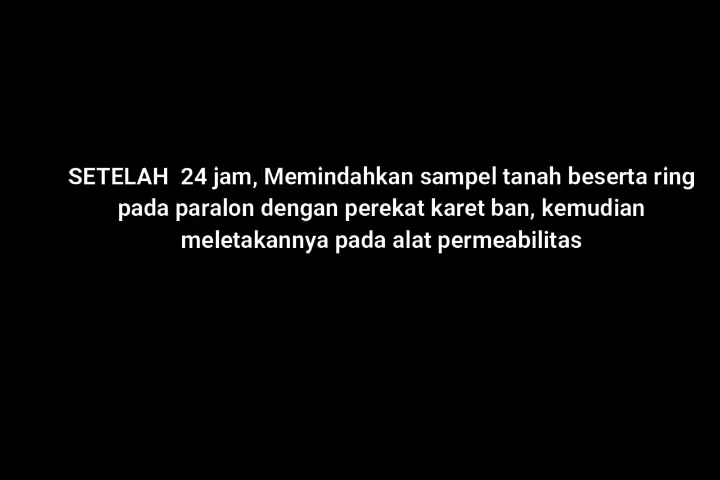 SETELAH  24 jam, Memindahkan sampel tanah beserta ring
pada paralon dengan perekat karet ban, kemudian
meletakannya pada alat permeabilitas